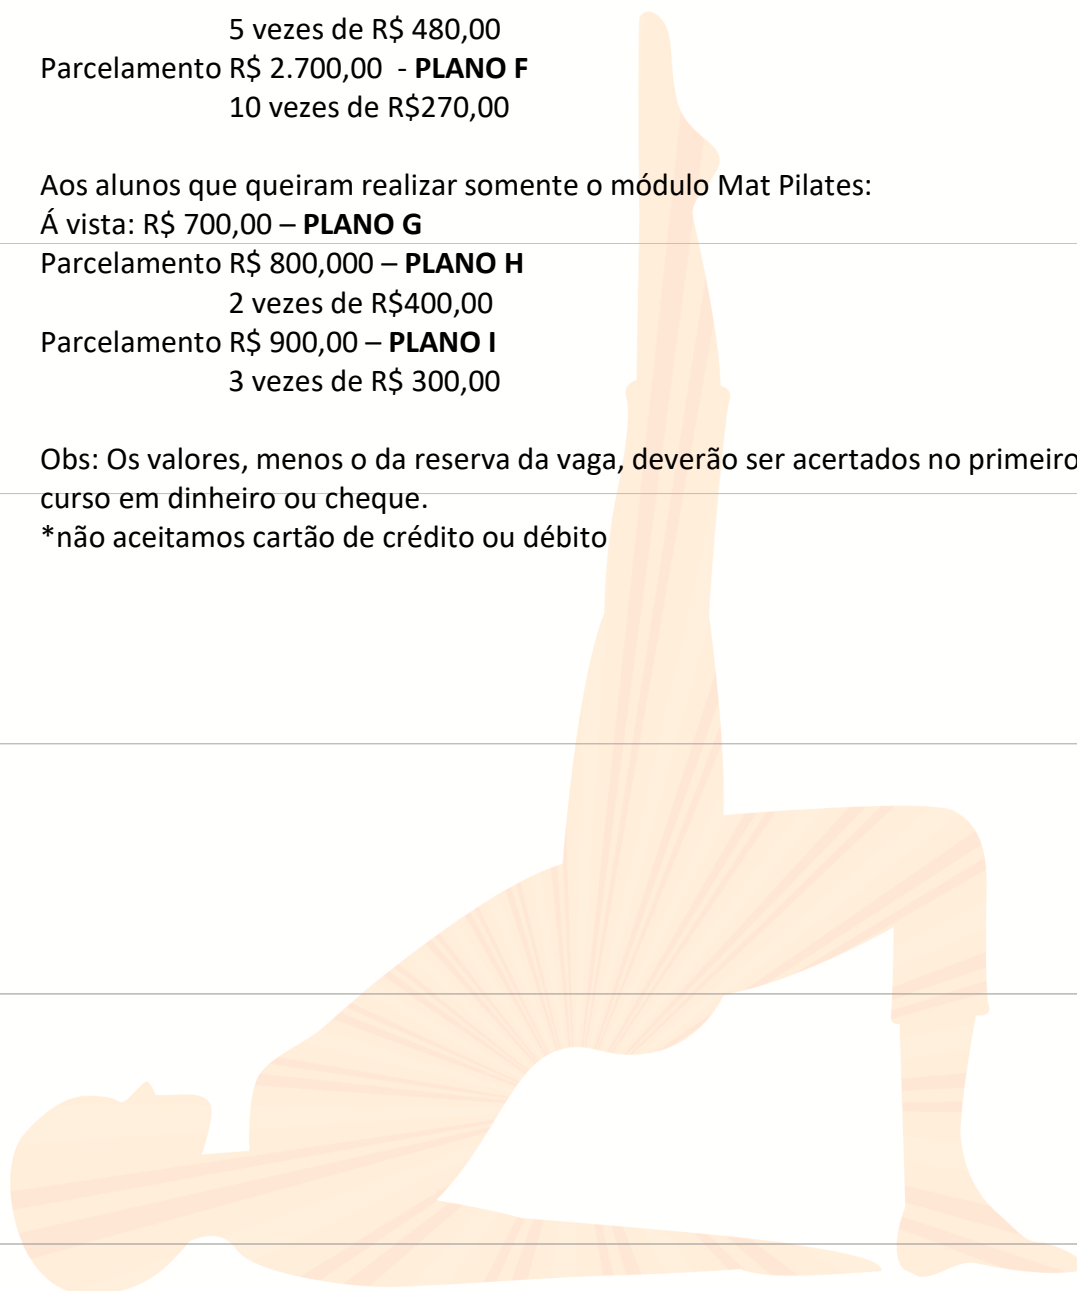 5 vezes de R$ 480,00
Parcelamento R$ 2.700,00  - PLANO F
10 vezes de R$270,00
Aos alunos que queiram realizar somente o módulo Mat Pilates:
Á vista: R$ 700,00 – PLANO G
Parcelamento R$ 800,000 – PLANO H
2 vezes de R$400,00
Parcelamento R$ 900,00 – PLANO I
3 vezes de R$ 300,00
Obs: Os valores, menos o da reserva da vaga, deverão ser acertados no primeiro
curso em dinheiro ou cheque.
*não aceitamos cartão de crédito ou débito